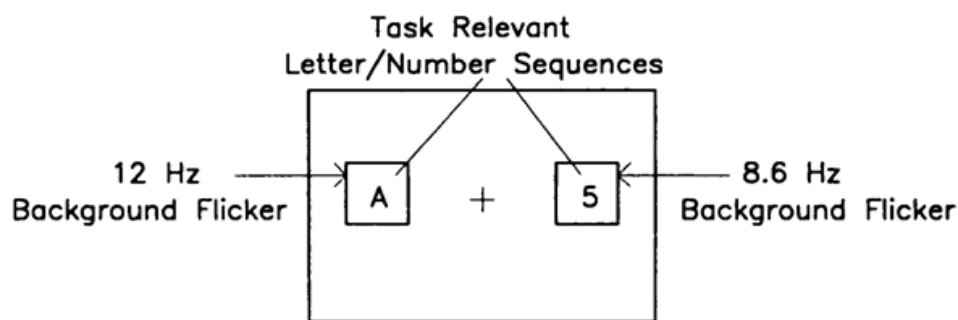 Task Relevant
Letter/Number Sequences
12 Hz
Background Flicker
A
+
5
8.6 Hz
Background Flicker